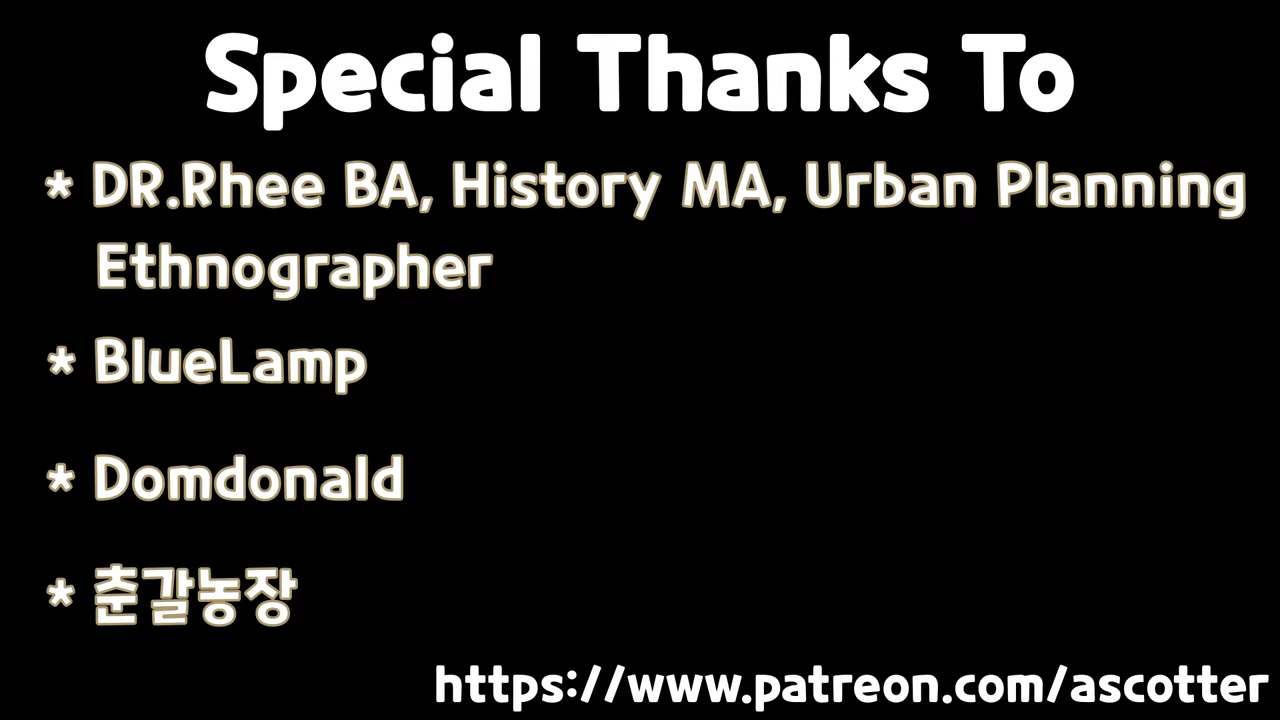 Special Thanks To
* DR.Rhee BA, History MA, Urban Planning
Ethnographer
* BlueLamp
* Domdonald
* 춘갈농장
https://www.patreon.com/ascotter